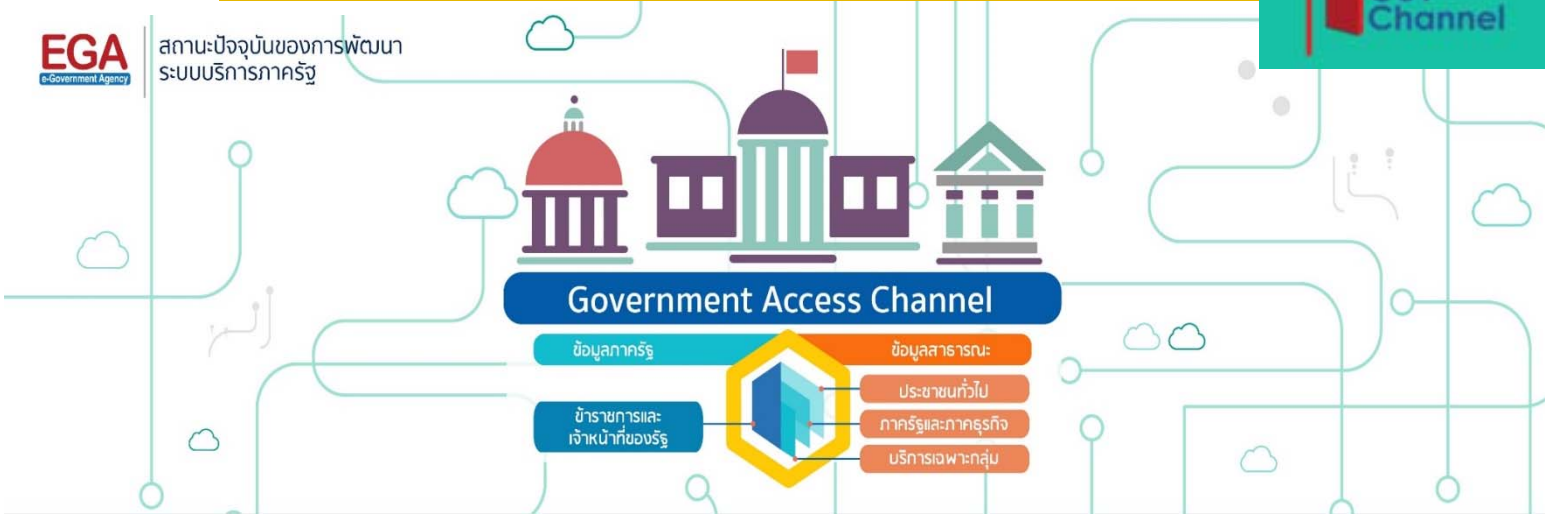 Channel
EGA
e-Government Agency
สถานะปัจจุบันของการพัฒนา
ระบบบริการภาครัฐ
Government Access Channel
ข้อมูลภาครัฐ
ข้อมูลสาธารณะ
ข้าราชการและ
เจ้าหน้าที่ของรัฐ
ประชาชนทั่วไป
ภาครัฐและภาคธุรกิจ
บริการเฉพาะกลุ่ม